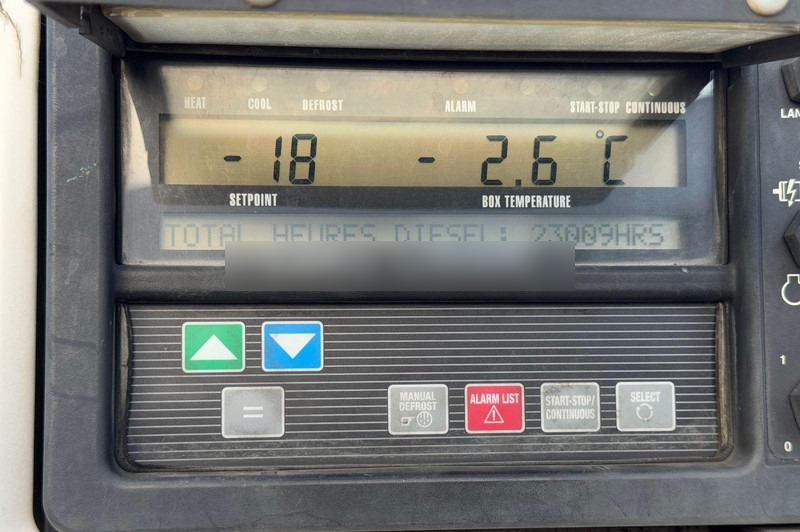 HEAT COOL DEFROST ALARM START-STOP CONTINUOUS
-18 -2.6 °C
SETPOINT BOX TEMPERATURE
TOTAL HEURES DIESEL: 23009HRS
=
MANUAL
DEFROST
ALARM LIST
START-STOP/
CONTINUOUS
SELECT
LAN
1
0